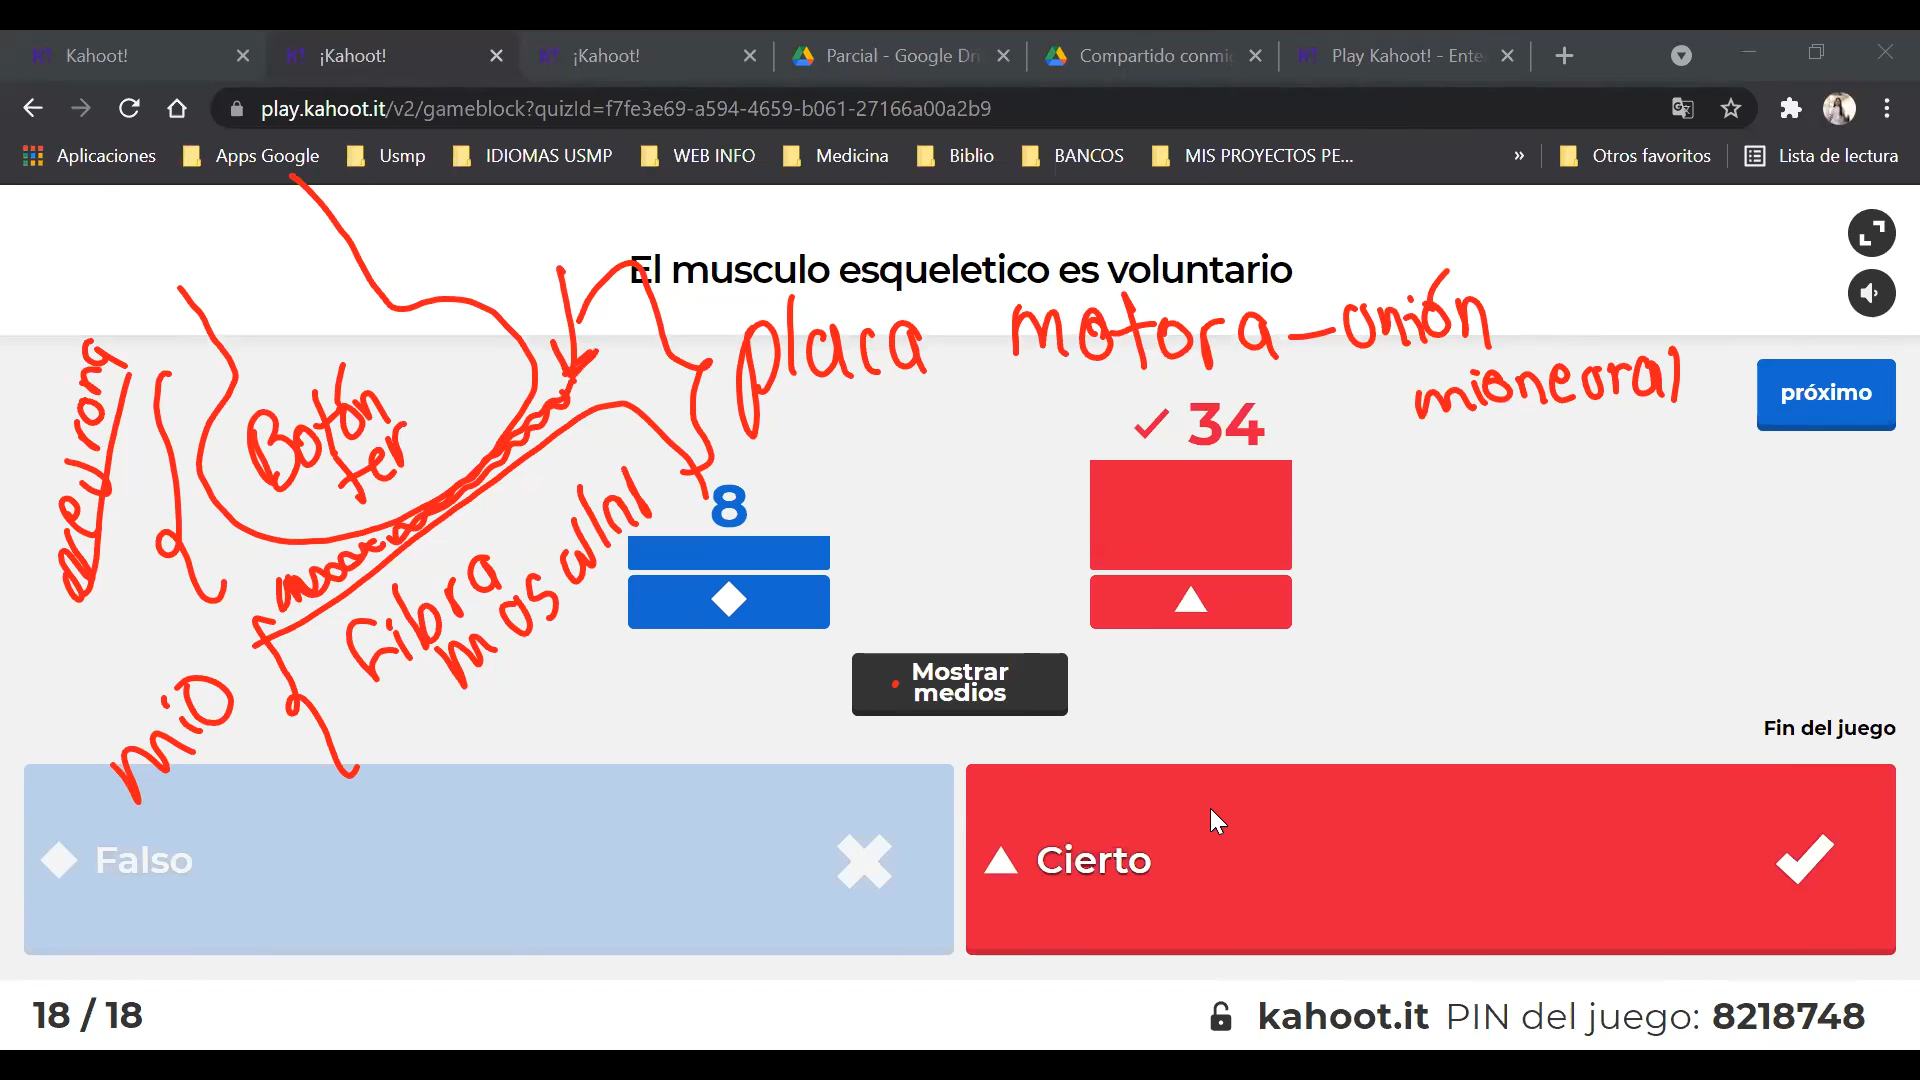 Kahoot!
¡Kahoot!
¡Kahoot!
Parcial - Google Dri
Compartido conmi
Play Kahoot! - Ente
play.kahoot.it/v2/gameblock?quizId=f7fe3e69-a594-4659-b061-27166a00a2b9
Aplicaciones
Apps Google
Usmp
IDIOMAS USMP
WEB INFO
Medicina
Biblio
BANCOS
MIS PROYECTOS PE...
»
Otros favoritos
Lista de lectura
El musculo esqueletico es voluntario
placa motora - unión
mioneural
neurona
Botón
ter
Fibra
muscular
mio
8
34
próximo
Mostrar
medios
Fin del juego
Falso
Cierto
18 / 18
kahoot.it PIN del juego: 8218748